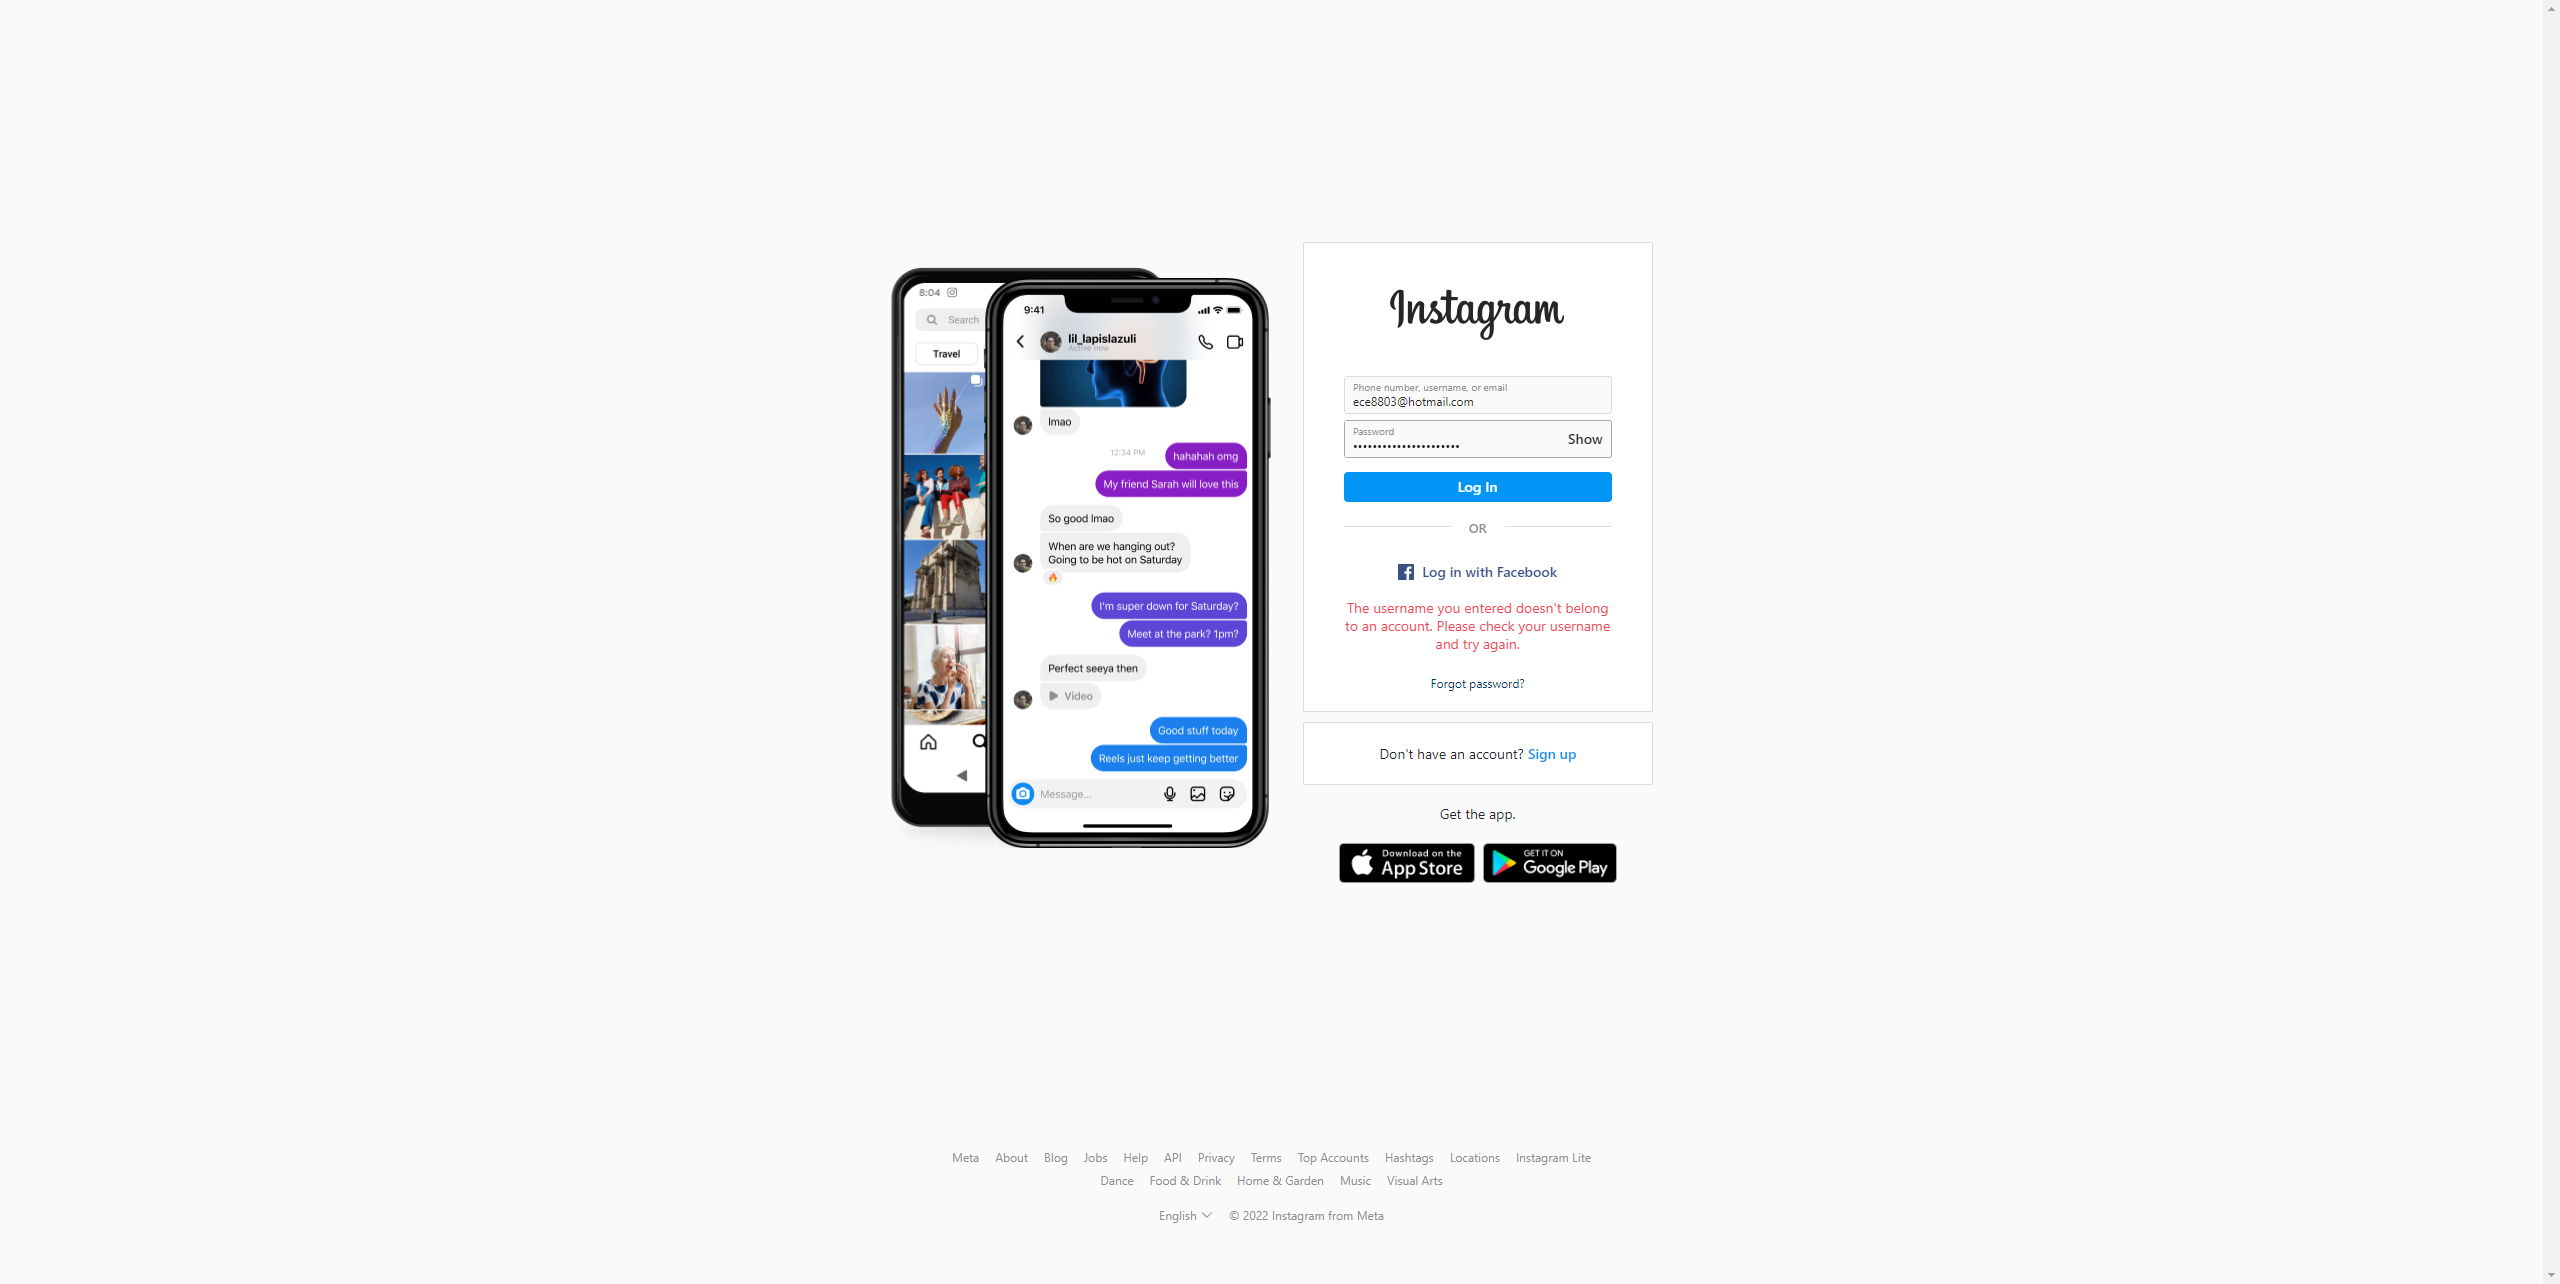 8:04
Search
Travel
9:41
lil_lapislazuli
Active now
lmao
12:34 PM
hahahah omg
My friend Sarah will love this
So good lmao
When are we hanging out?
Going to be hot on Saturday
I'm super down for Saturday?
Meet at the park? 1pm?
Perfect seeya then
Video
Good stuff today
Reels just keep getting better
Message...
Instagram
Phone number, username, or email
ece8803@hotmail.com
Password
••••••••••••••••••••••
Show
Log In
OR
Log in with Facebook
The username you entered doesn't belong
to an account. Please check your username
and try again.
Forgot password?
Don't have an account? Sign up
Get the app.
Download on the
App Store
GET IT ON
Google Play
Meta About Blog Jobs Help API Privacy Terms Top Accounts Hashtags Locations Instagram Lite
Dance Food & Drink Home & Garden Music Visual Arts
English © 2022 Instagram from Meta